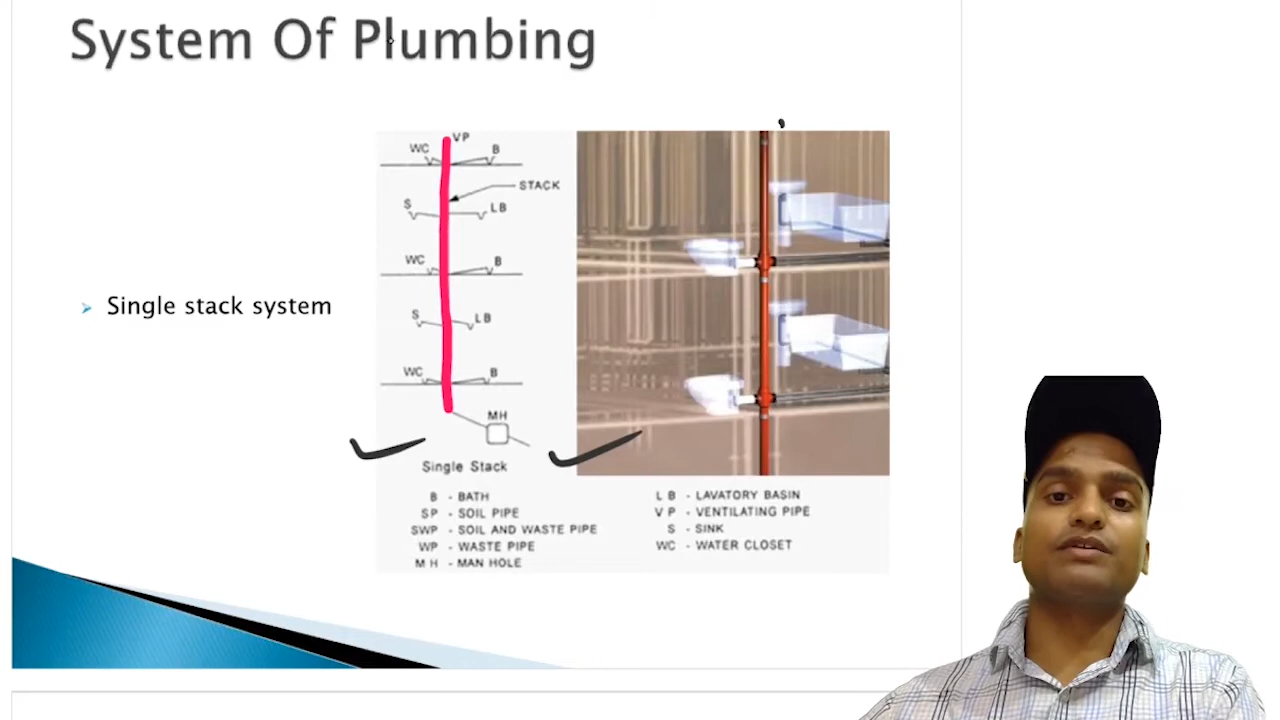 System Of Plumbing
Single stack system
VP
WC B
STACK
S LB
WC B
S LB
WC B
MH
Single Stack
B - BATH
SP - SOIL PIPE
SWP - SOIL AND WASTE PIPE
WP - WASTE PIPE
MH - MAN HOLE
LB - LAVATORY BASIN
VP - VENTILATING PIPE
S - SINK
WC - WATER CLOSET